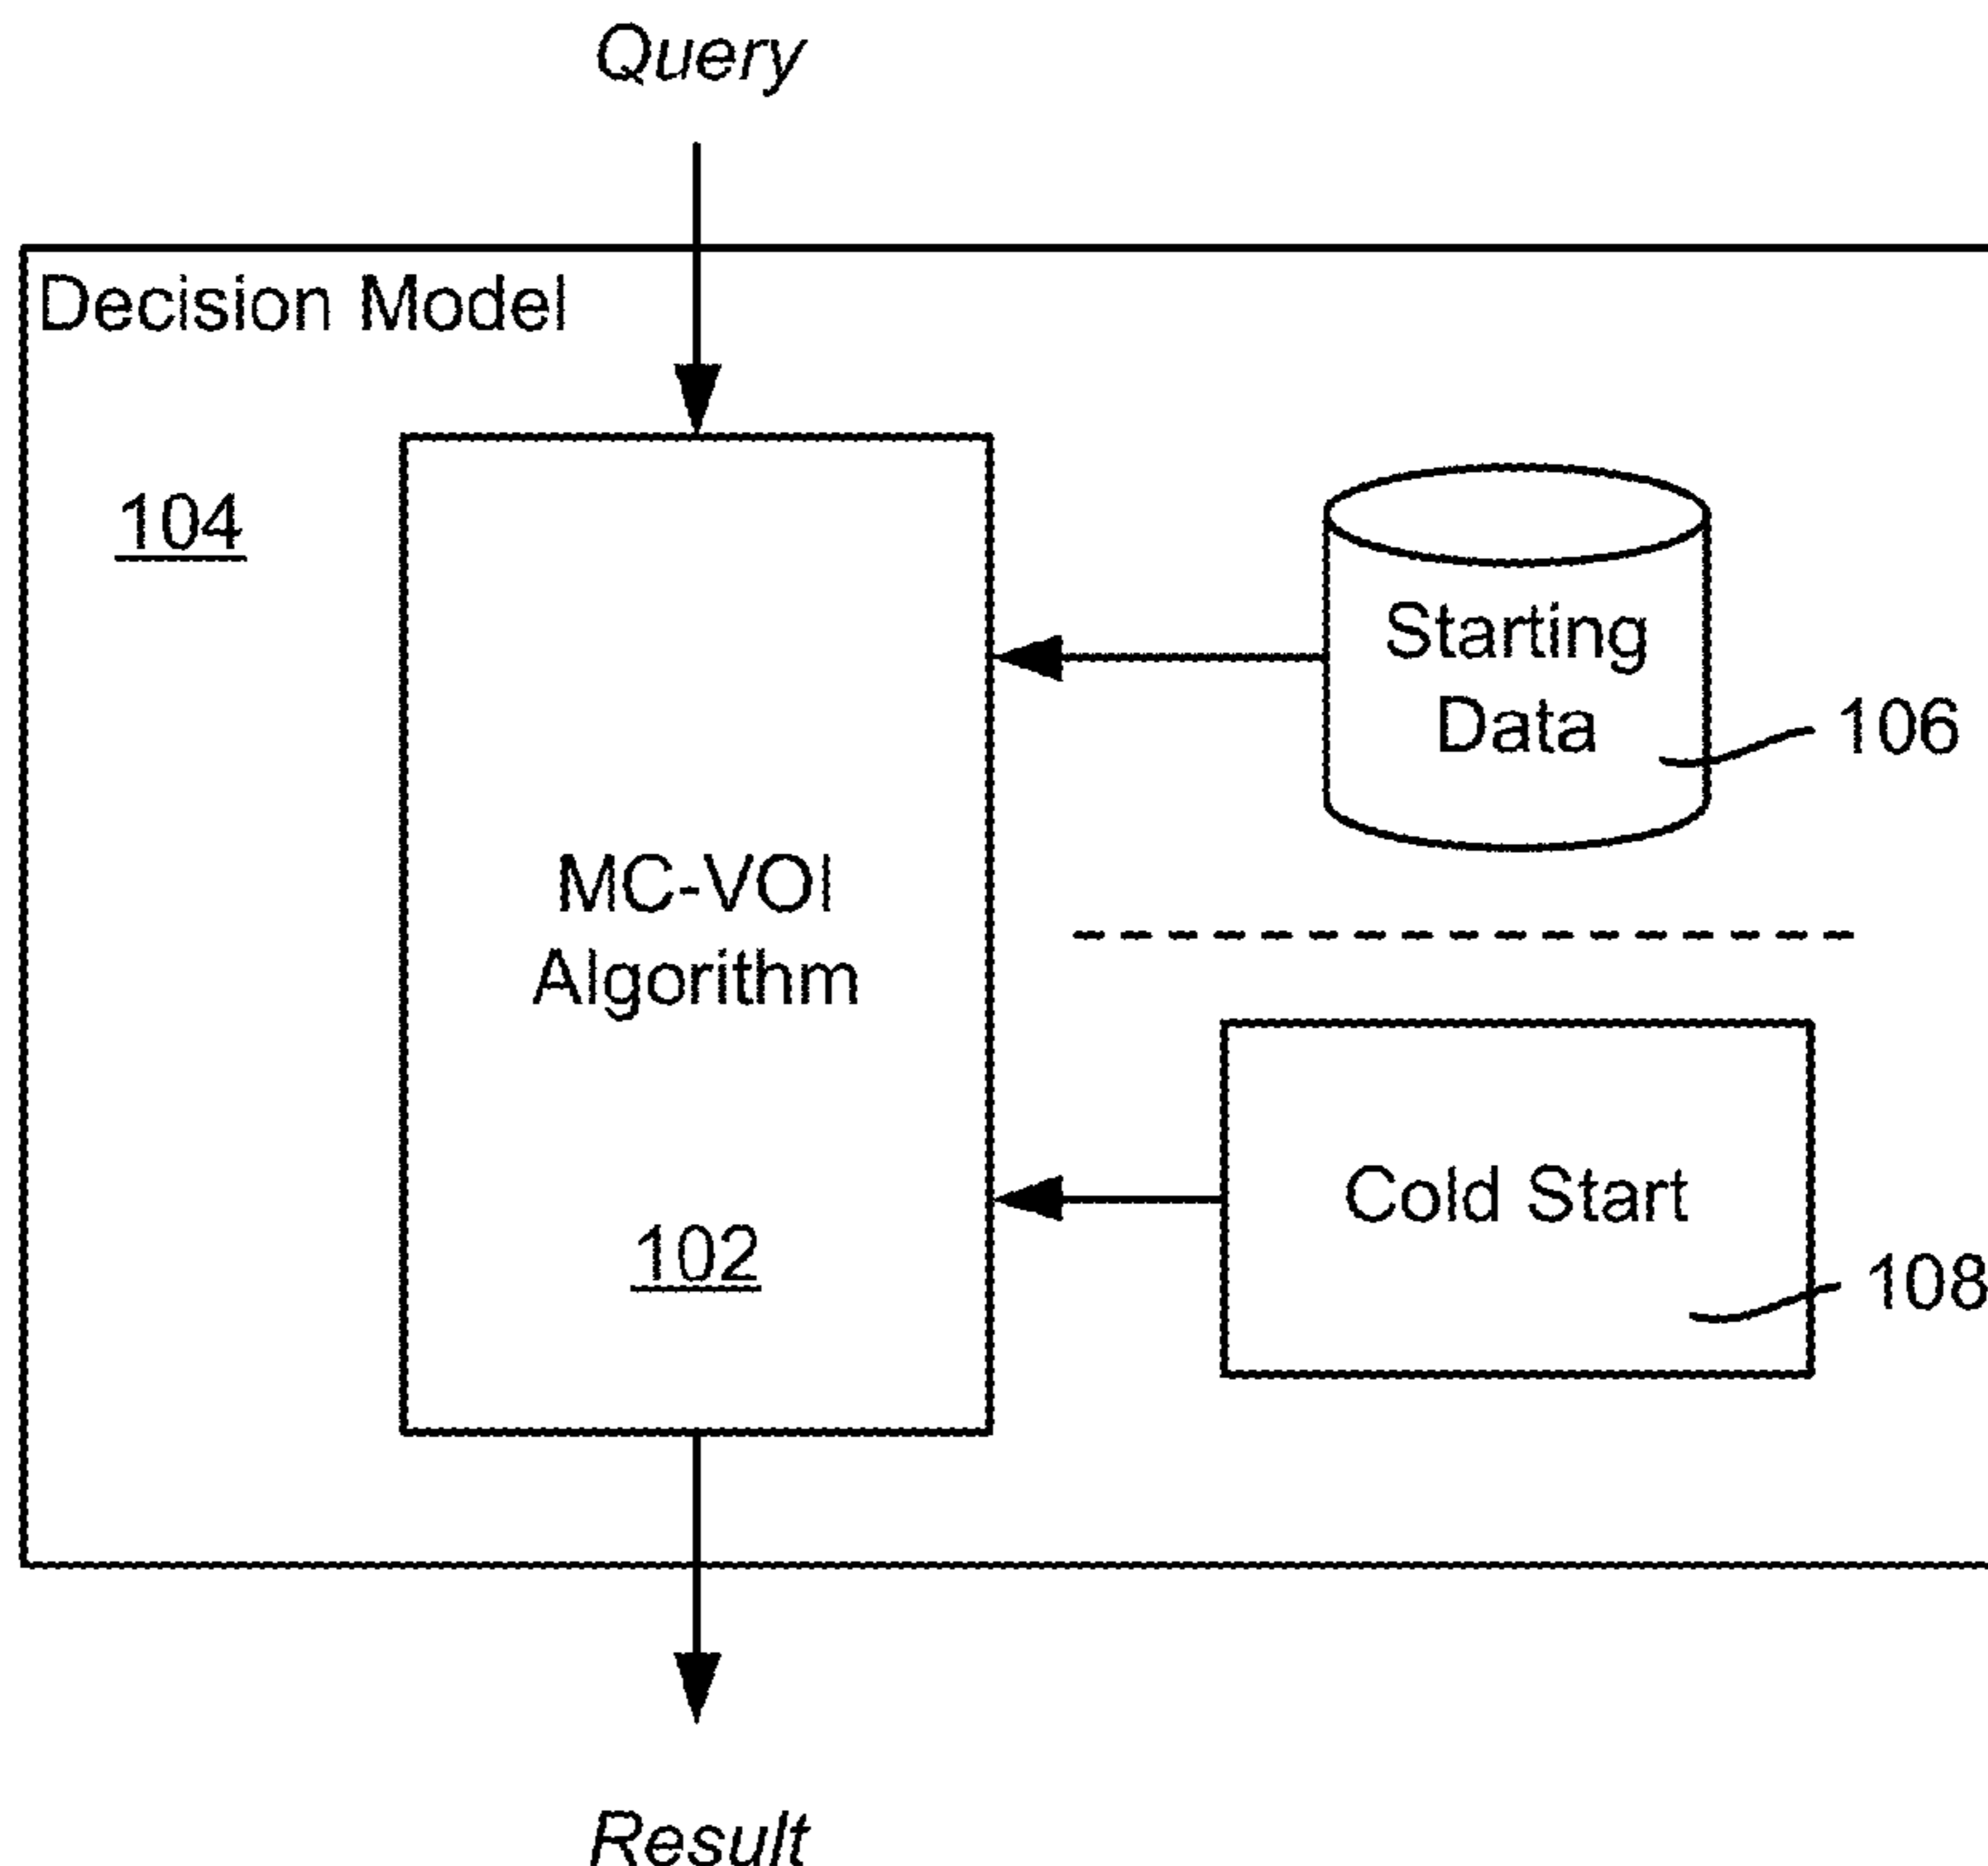 Query
Decision Model
104
Starting
Data
106
MC-VOI
Algorithm
102
Cold Start
108
Result